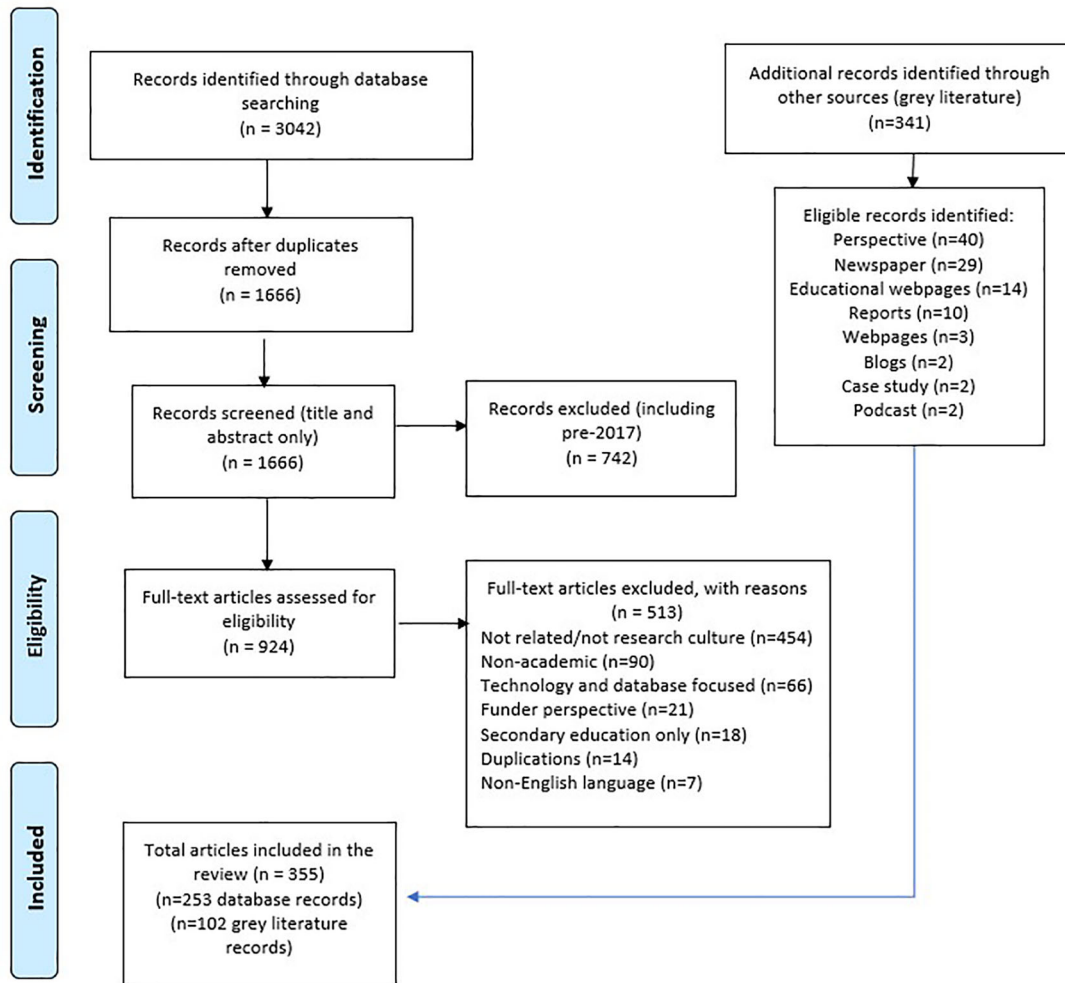 Identification
Records identified through database
searching
(n = 3042)
Additional records identified through
other sources (grey literature)
(n=341)
Records after duplicates
removed
(n = 1666)
Eligible records identified:
Perspective (n=40)
Newspaper (n=29)
Educational webpages (n=14)
Reports (n=10)
Webpages (n=3)
Blogs (n=2)
Case study (n=2)
Podcast (n=2)
Screening
Records screened (title and
abstract only)
n = 1666)
Records excluded (including
pre-2017)
(n = 742)
Eligibility
Full-text articles assessed for
eligibility
(n = 924)
Full-text articles excluded, with reasons
(n = 513)
Not related/not research culture (n=454)
Non-academic (n=90)
Technology and database focused (n=66)
Funder perspective (n=21)
Secondary education only (n=18)
Duplications (n=14)
Non-English language (n=7)
Included
Total articles included in the
review (n = 355)
(n=253 database records)
(n=102 grey literature
records)